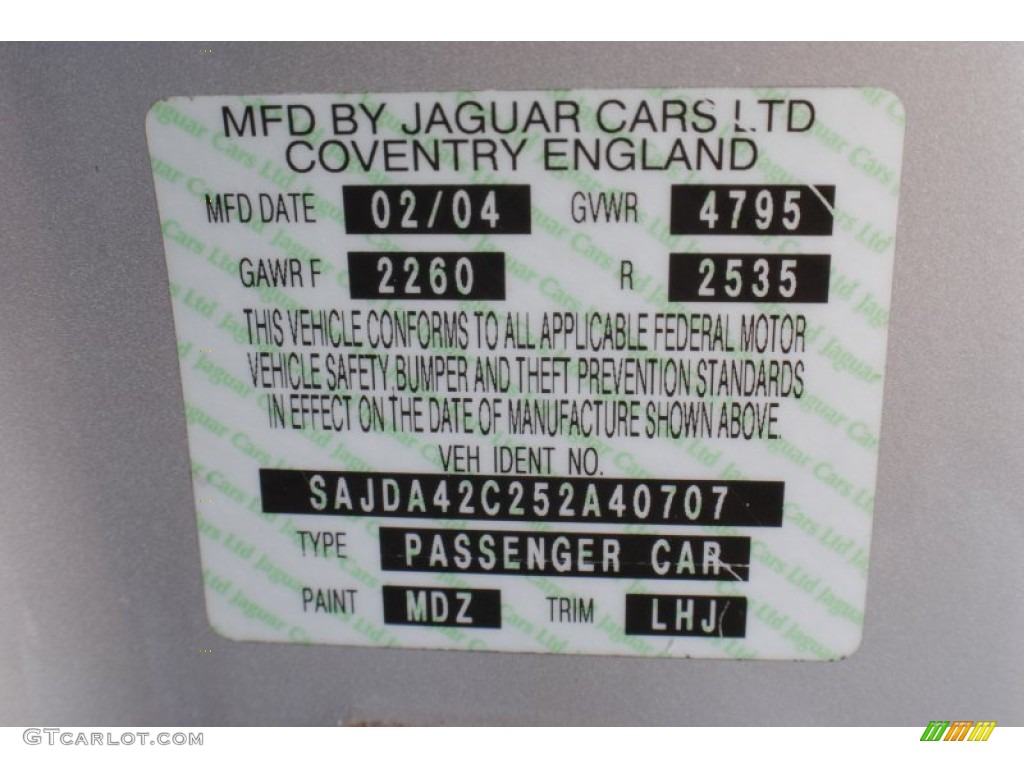 MFD BY JAGUAR CARS LTD
COVENTRY ENGLAND
MFD DATE 02/04 GVWR 4795
GAWR F 2260 R 2535
THIS VEHICLE CONFORMS TO ALL APPLICABLE FEDERAL MOTOR
VEHICLE SAFETY, BUMPER AND THEFT PREVENTION STANDARDS
IN EFFECT ON THE DATE OF MANUFACTURE SHOWN ABOVE.
VEH IDENT NO.
SAJDA42C252A40707
TYPE PASSENGER CAR
PAINT MDZ TRIM LHJ
GTCarlot.com